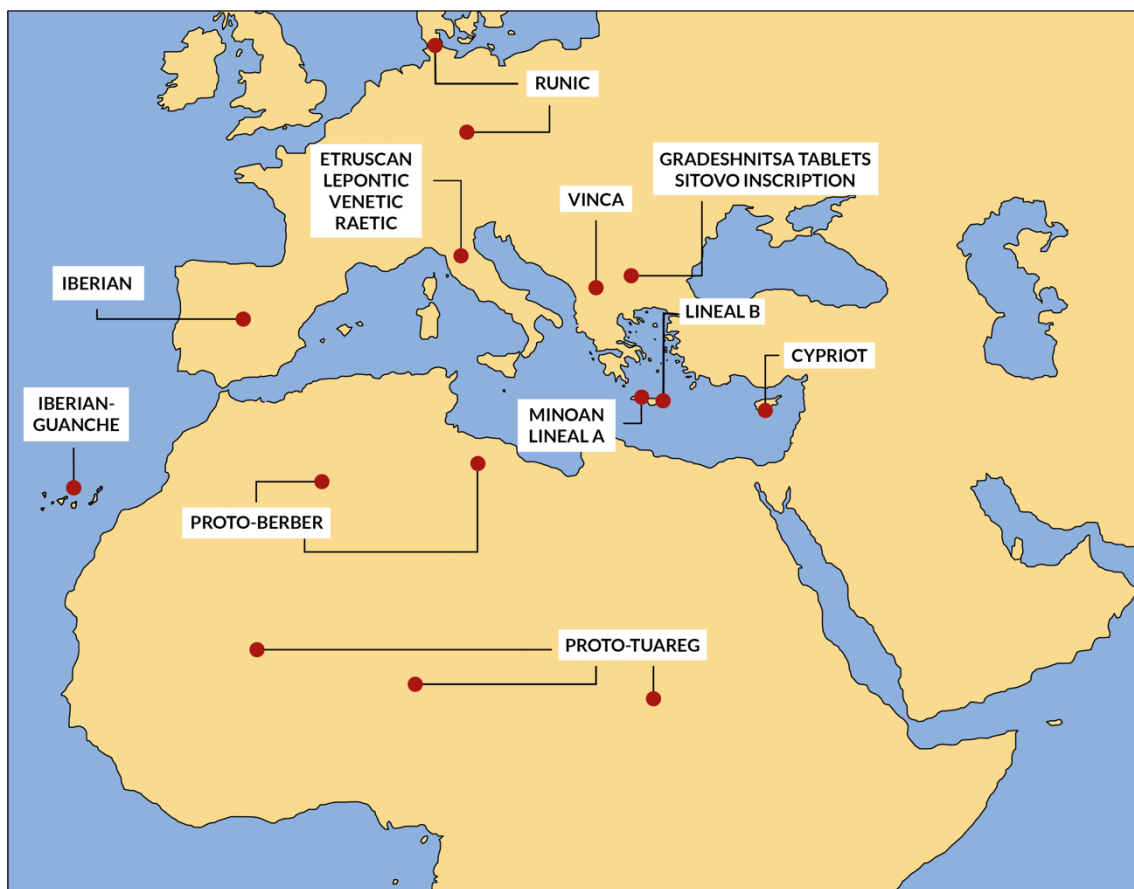 RUNIC
ETRUSCAN
LEPONTIC
VENETIC
RAETIC
GRADESHNITSA TABLETS
SITOVO INSCRIPTION
VINCA
IBERIAN
LINEAL B
CYPRIOT
IBERIAN-
GUANCHE
MINOAN
LINEAL A
PROTO-BERBER
PROTO-TUAREG